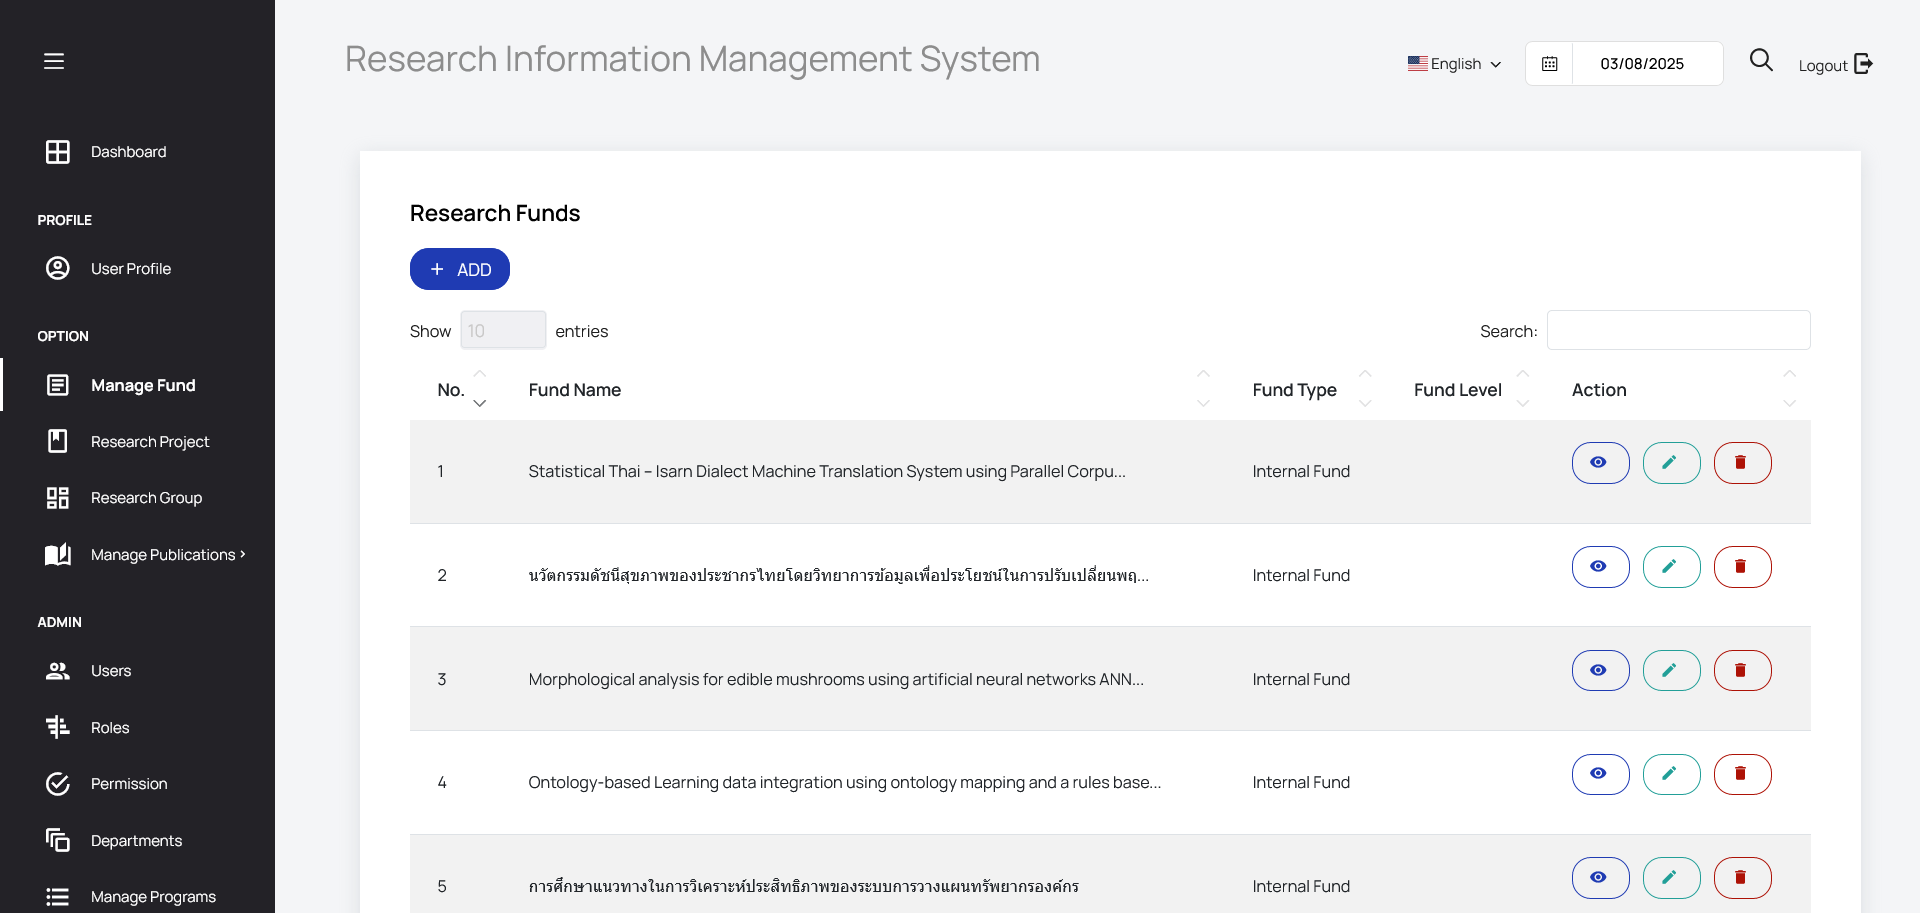 Research Information Management System
English
03/08/2025
Logout
Dashboard
PROFILE
User Profile
OPTION
Manage Fund
Research Project
Research Group
Manage Publications
ADMIN
Users
Roles
Permission
Departments
Manage Programs
Research Funds
+ ADD
Show 10 entries
Search:
No. Fund Name Fund Type Fund Level Action
1 Statistical Thai – Isarn Dialect Machine Translation System using Parallel Corpu... Internal Fund
2 นวัตกรรมดัชนีสุขภาพของประชากรไทยโดยวิทยาการข้อมูลเพื่อประโยชน์ในการปรับเปลี่ยนพฤ... Internal Fund
3 Morphological analysis for edible mushrooms using artificial neural networks ANN... Internal Fund
4 Ontology-based Learning data integration using ontology mapping and a rules base... Internal Fund
5 การศึกษาแนวทางในการวิเคราะห์ประสิทธิภาพของระบบการวางแผนทรัพยากรองค์กร Internal Fund